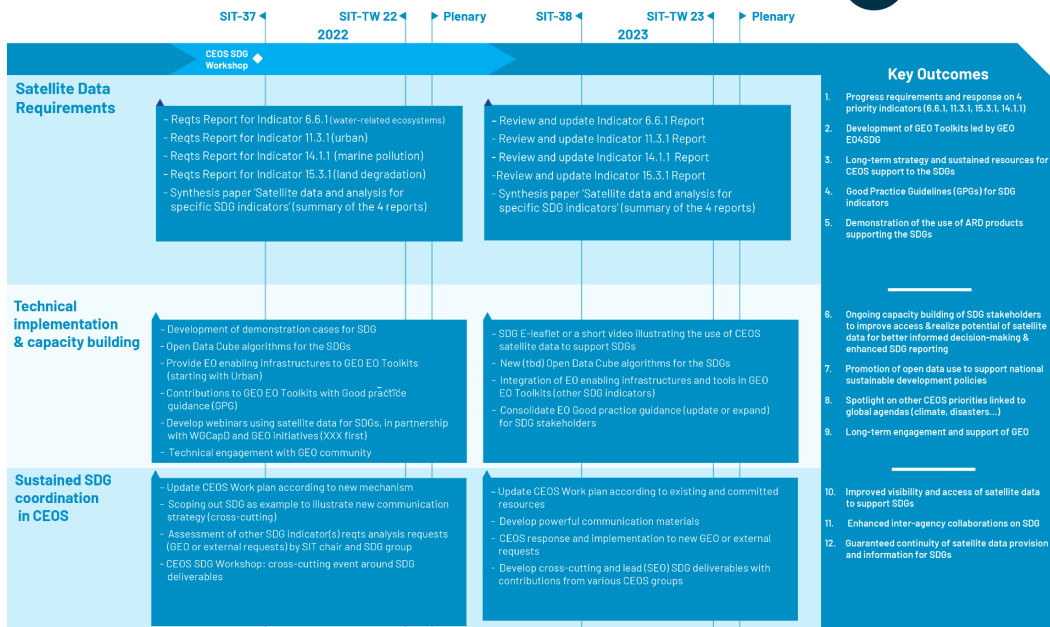 SIT-37
SIT-TW 22
Plenary
SIT-38
SIT-TW 23
Plenary
2022
2023
CEOS SDG
Workshop
Satellite Data
Requirements
– Reqts Report for Indicator 6.6.1 (water-related ecosystems)
- Reqts Report for Indicator 11.3.1 (urban)
- Reqts Report for Indicator 14.1.1 (marine pollution)
- Reqts Report for Indicator 15.3.1 (land degradation)
- Synthesis paper 'Satellite data and analysis for
specific SDG indicators' (summary of the 4 reports)
– Review and update Indicator 6.6.1 Report
- Review and update Indicator 11.3.1 Report
- Review and update Indicator 14.1.1 Report
-Review and update Indicator 15.3.1 Report
- Synthesis paper 'Satellite data and analysis for
specific SDG indicators' (summary of the 4 reports)
Technical
implementation
& capacity building
– Development of demonstration cases for SDG
- Open Data Cube algorithms for the SDGs
- Provide EO enabling infrastructures to GEO EO Toolkits
(starting with Urban)
- Contributions to GEO EO Toolkits with Good practice
guidance (GPG)
- Develop webinars using satellite data for SDGs, in partnership
with WGCapD and GEO Initiatives (XXX first)
- Technical engagement with GEO community
– SDG E-leaflet or a short video illustrating the use of CEOS
satellite data to support SDGs
- New (tbd) Open Data Cube algorithms for the SDGs
- Integration of EO enabling infrastructures and tools in GEO
EO Toolkits (other SDG indicators)
- Consolidate EO Good practice guidance (update or expand)
for SDG stakeholders
Sustained SDG
coordination
in CEOS
– Update CEOS Work plan according to new mechanism
- Scoping out SDG as example to illustrate new communication
strategy (cross-cutting)
- Assessment of other SDG indicator(s) reqts analysis requests
(GEO or external requests) by SIT chair and SDG group
- CEOS SDG Workshop: cross-cutting event around SDG
deliverables
– Update CEOS Work plan according to existing and committed
resources
- Develop powerful communication materials
- CEOS response and implementation to new GEO or external
requests
- Develop cross-cutting and lead (SEO) SDG deliverables with
contributions from various CEOS groups
Key Outcomes
1. Progress requirements and response on 4
priority indicators (6.6.1, 11.3.1, 15.3.1, 14.1.1)
2. Development of GEO Toolkits led by GEO
EO4SDG
3. Long-term strategy and sustained resources for
CEOS support to the SDGs
4. Good Practice Guidelines (GPGs) for SDG
indicators
5. Demonstration of the use of ARD products
supporting the SDGs
6. Ongoing capacity building of SDG stakeholders
to improve access &realize potential of satellite
data for better informed decision-making &
enhanced SDG reporting
7. Promotion of open data use to support national
sustainable development policies
8. Spotlight on other CEOS priorities linked to
global agendas (climate, disasters...)
9. Long-term engagement and support of GEO
10. Improved visibility and access of satellite data
to support SDGs
11. Enhanced inter-agency collaborations on SDG
12. Guaranteed continuity of satellite data provision
and information for SDGs